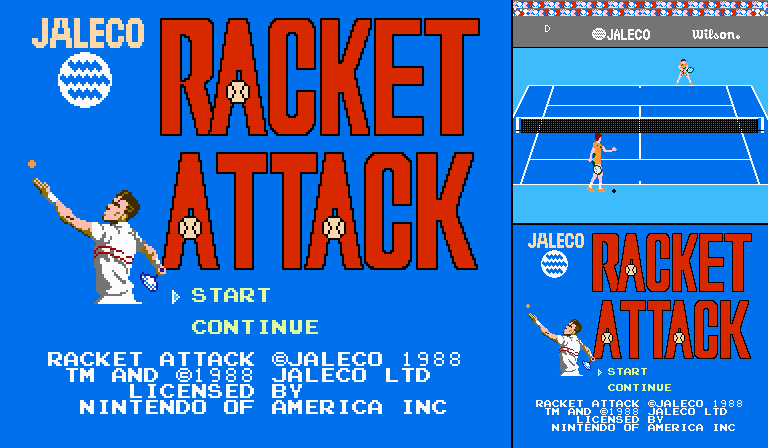 JALECO
RACKET
ATTACK
START
CONTINUE
RACKET ATTACK ©JALECO 1988
TM AND ©1988 JALECO LTD
LICENSED BY
NINTENDO OF AMERICA INC
D
JALECO
Wilson.
JALECO
RACKET
ATTACK
START
CONTINUE
RACKET ATTACK ©JALECO 1988
TM AND ©1988 JALECO LTD
LICENSED BY
NINTENDO OF AMERICA INC